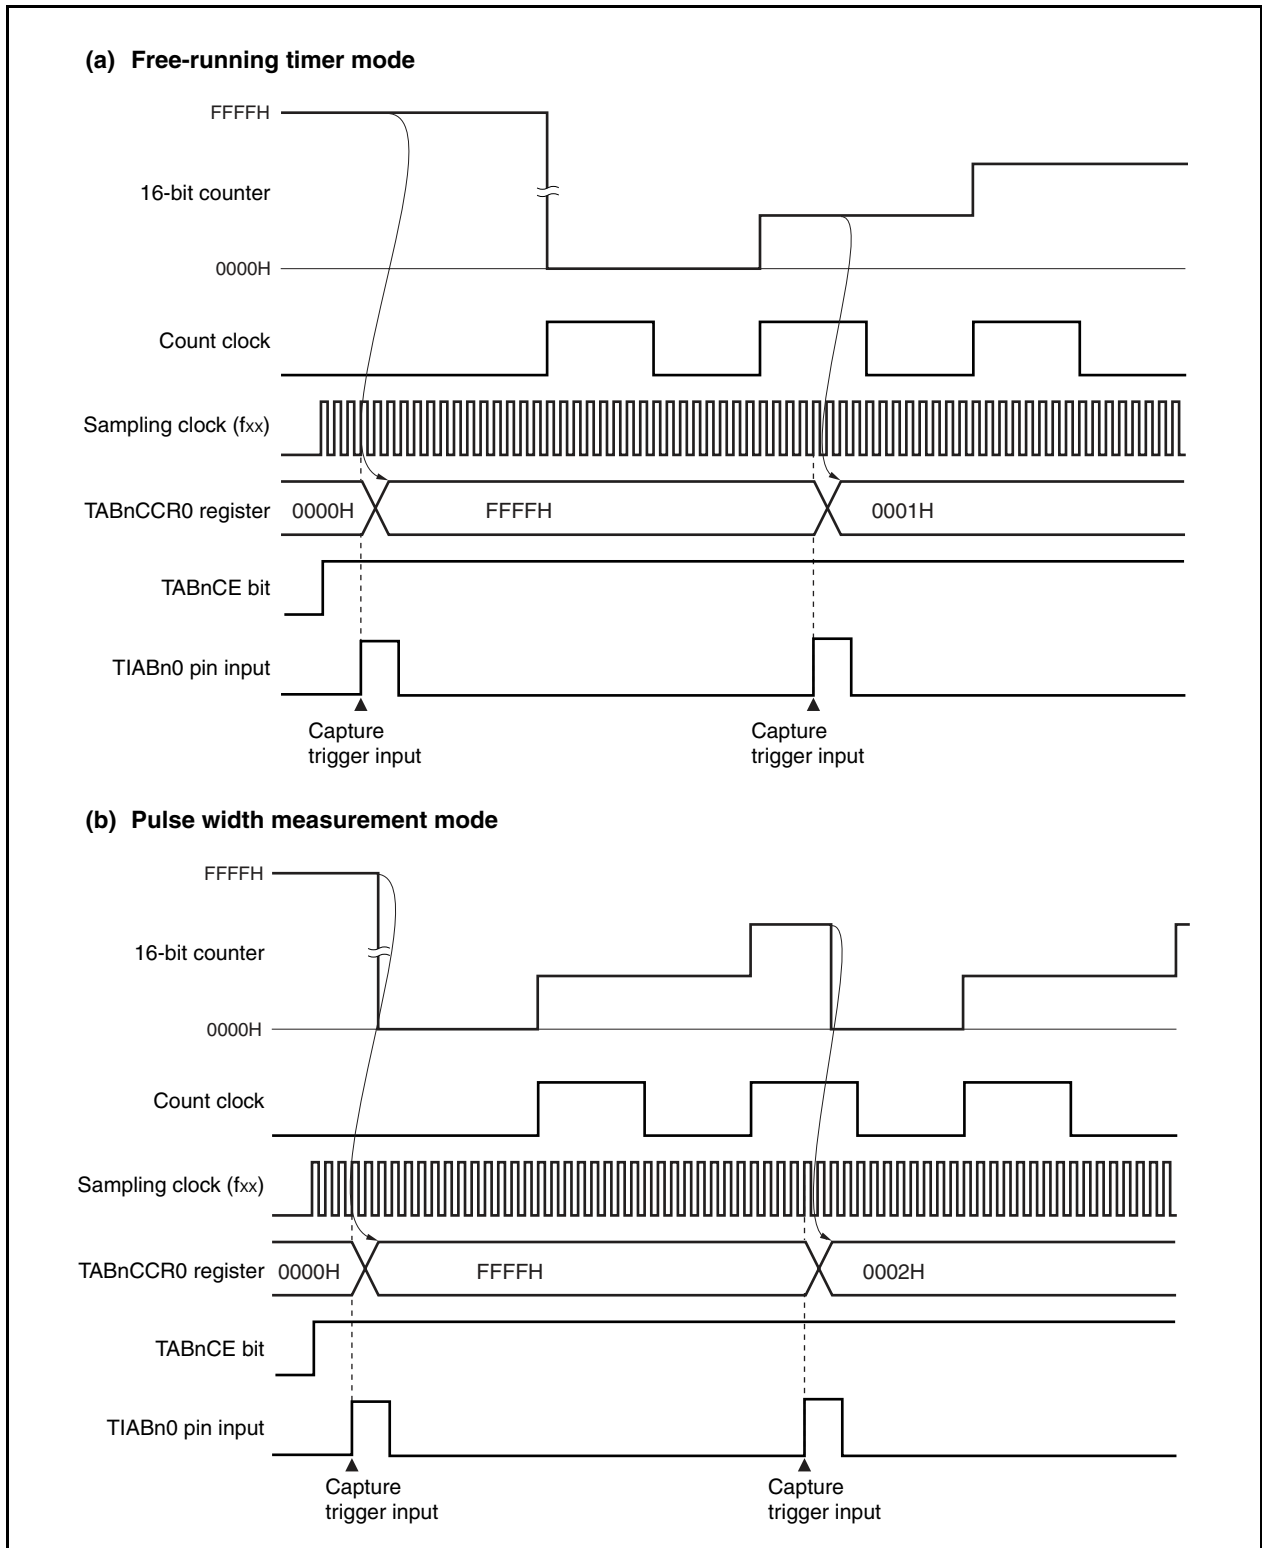 (a) Free-running timer mode
FFFFH
16-bit counter
0000H
Count clock
Sampling clock (fxx)
TABnCCR0 register 0000H FFFFH 0001H
TABnCE bit
TIABn0 pin input
Capture trigger input
Capture trigger input
(b) Pulse width measurement mode
FFFFH
16-bit counter
0000H
Count clock
Sampling clock (fxx)
TABnCCR0 register 0000H FFFFH 0002H
TABnCE bit
TIABn0 pin input
Capture trigger input
Capture trigger input